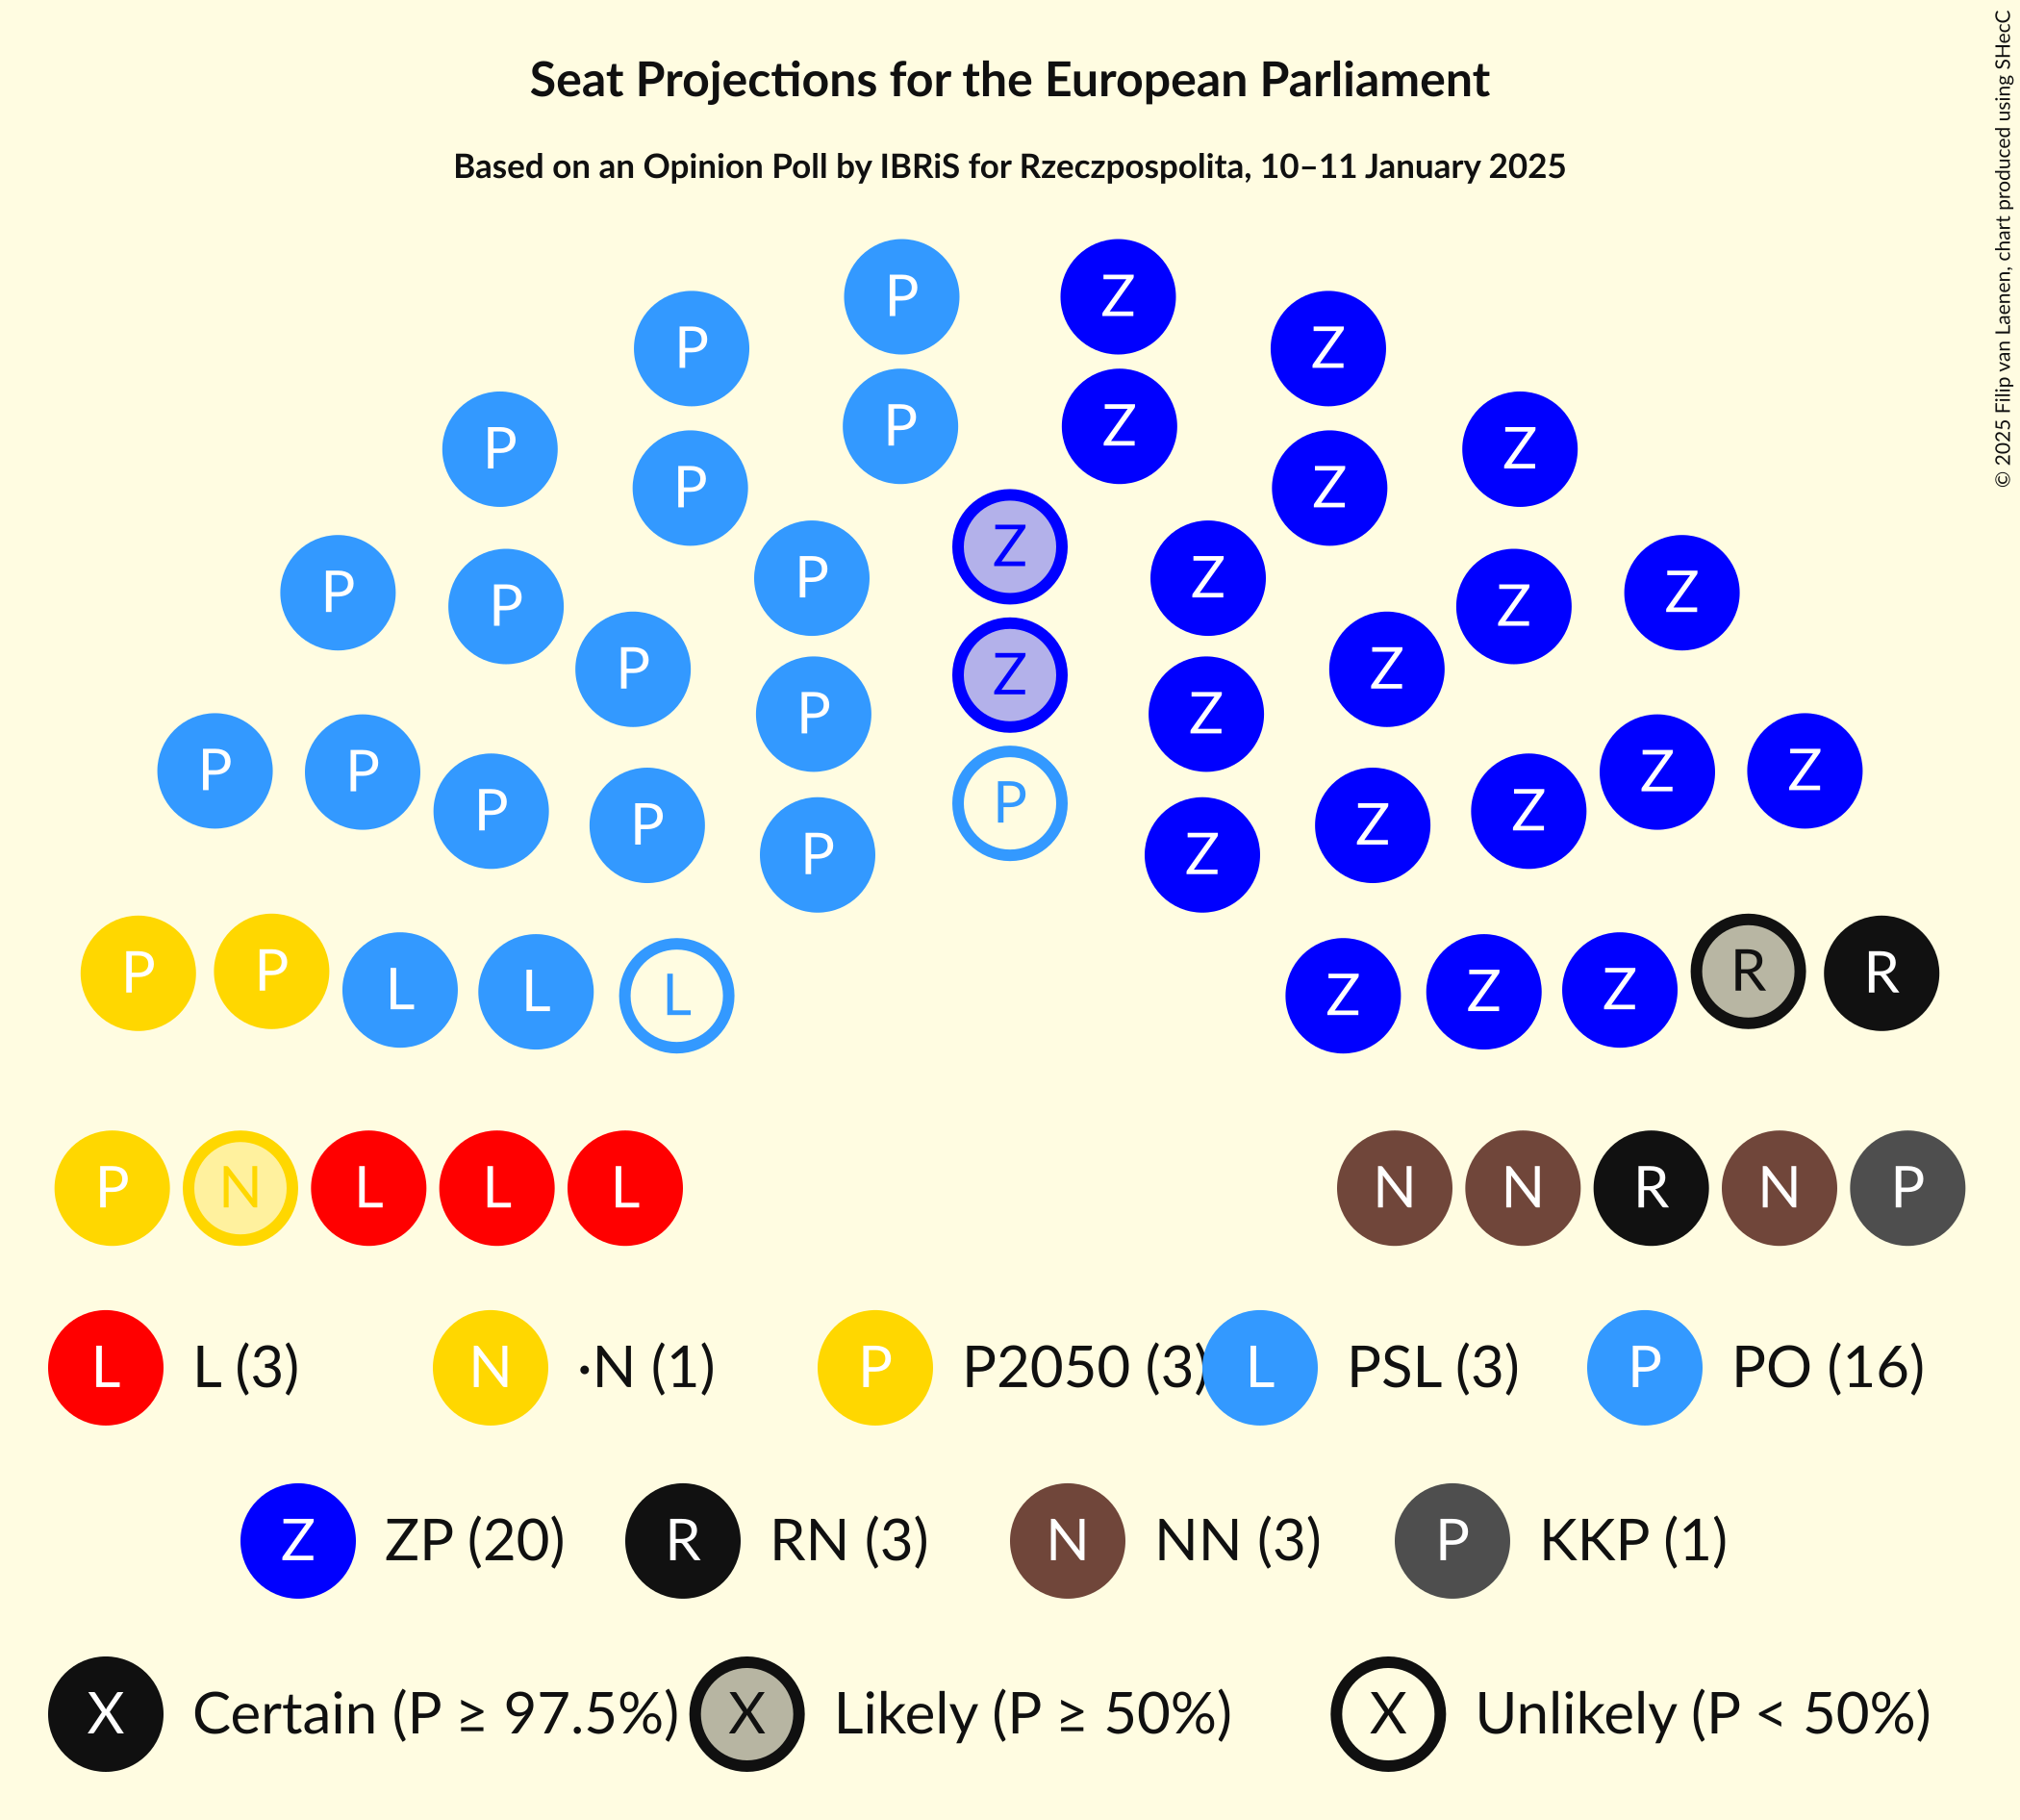 Seat Projections for the European Parliament
Based on an Opinion Poll by IBRiS for Rzeczpospolita, 10–11 January 2025
© 2025 Filip van Laenen, chart produced using SHecC
P Z
P Z
P P Z Z
P P Z Z
Z
P P Z Z
P P Z Z
P Z Z
P P Z Z
P P P Z Z Z
P P Z Z
P P L L L Z Z Z R R
P N L L L N N R N P
L L (3) N ·N (1) P P2050 (3) L PSL (3) P PO (16)
Z ZP (20) R RN (3) N NN (3) P KKP (1)
X Certain (P ≥ 97.5%) X Likely (P ≥ 50%) X Unlikely (P < 50%)